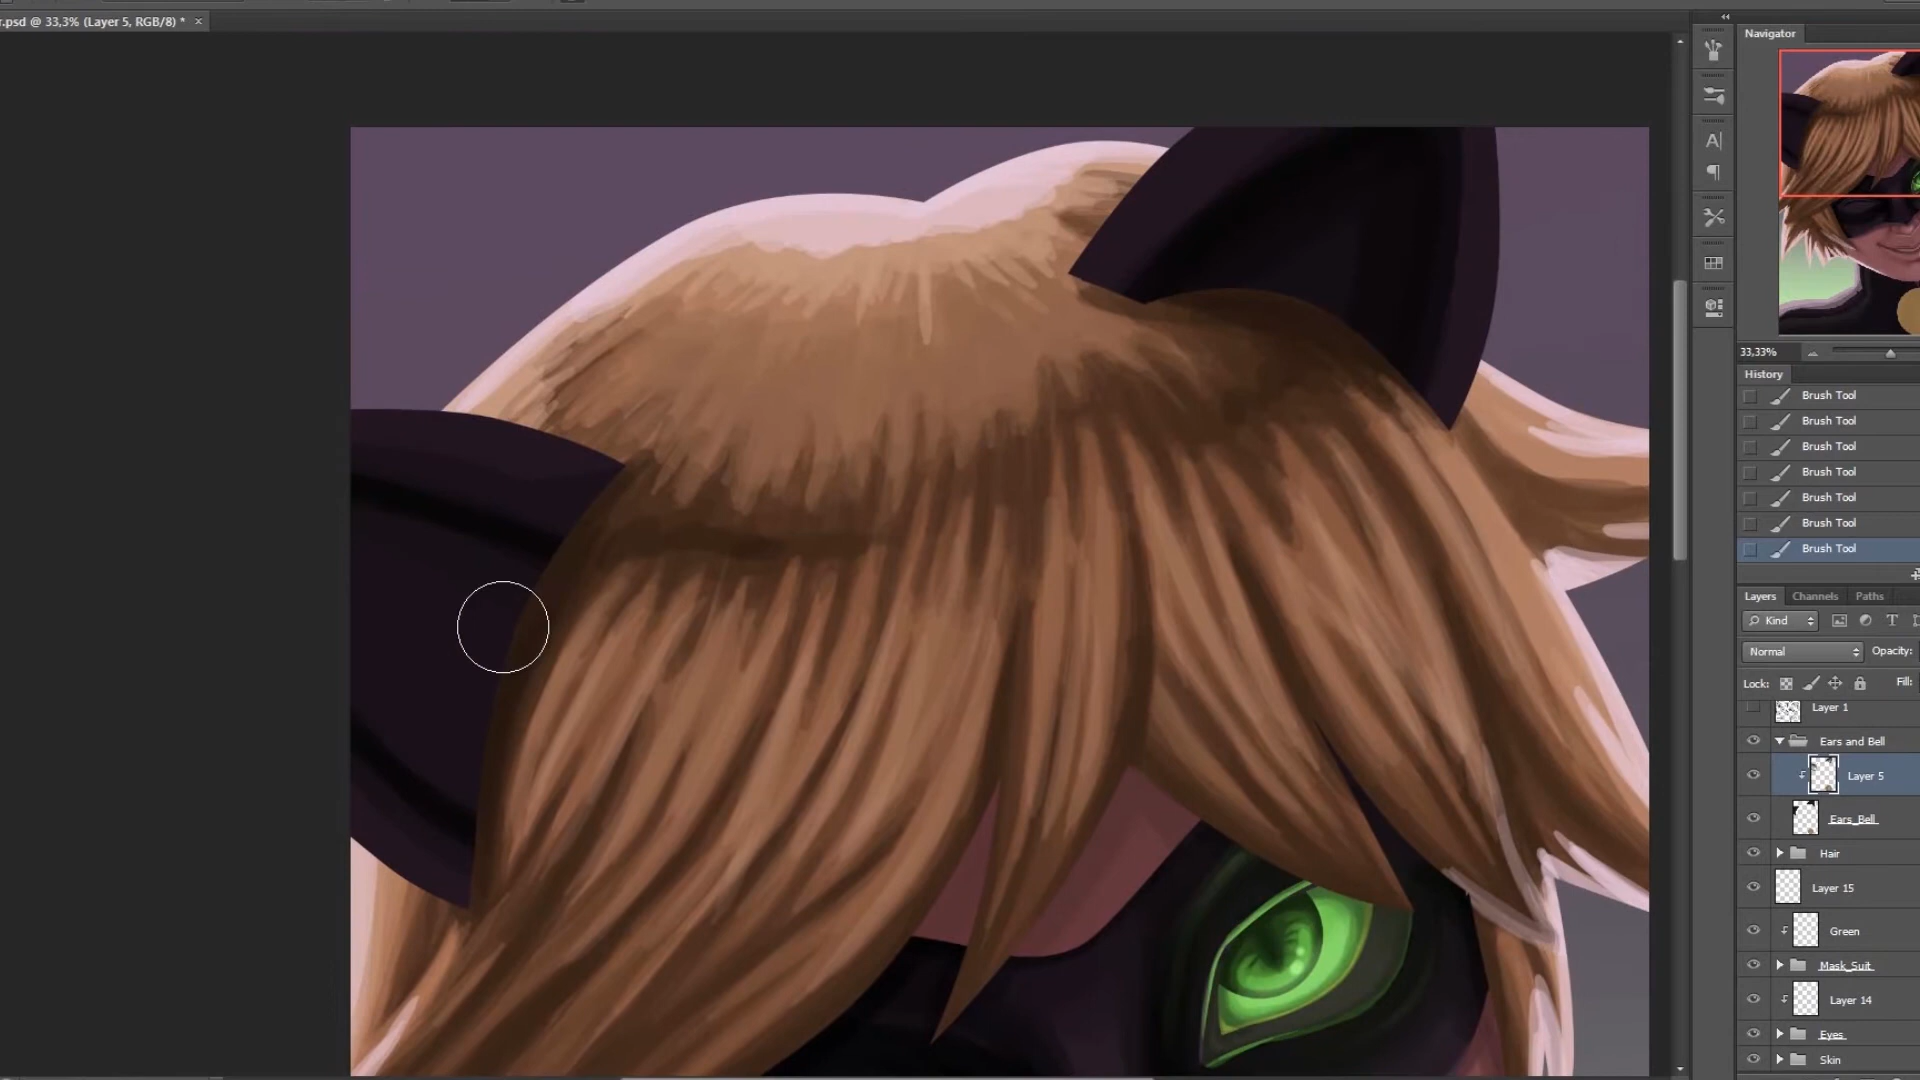 r.psd @ 33,3% (Layer 5, RGB/8) * ×
Navigator
33,33%
History
Brush Tool
Brush Tool
Brush Tool
Brush Tool
Brush Tool
Brush Tool
Brush Tool
Layers Channels Paths
Kind
Normal Opacity:
Lock: Fill:
Layer 1
Ears and Bell
Layer 5
Ears_Bell
Hair
Layer 15
Green
Mask_Suit
Layer 14
Eyes
Skin